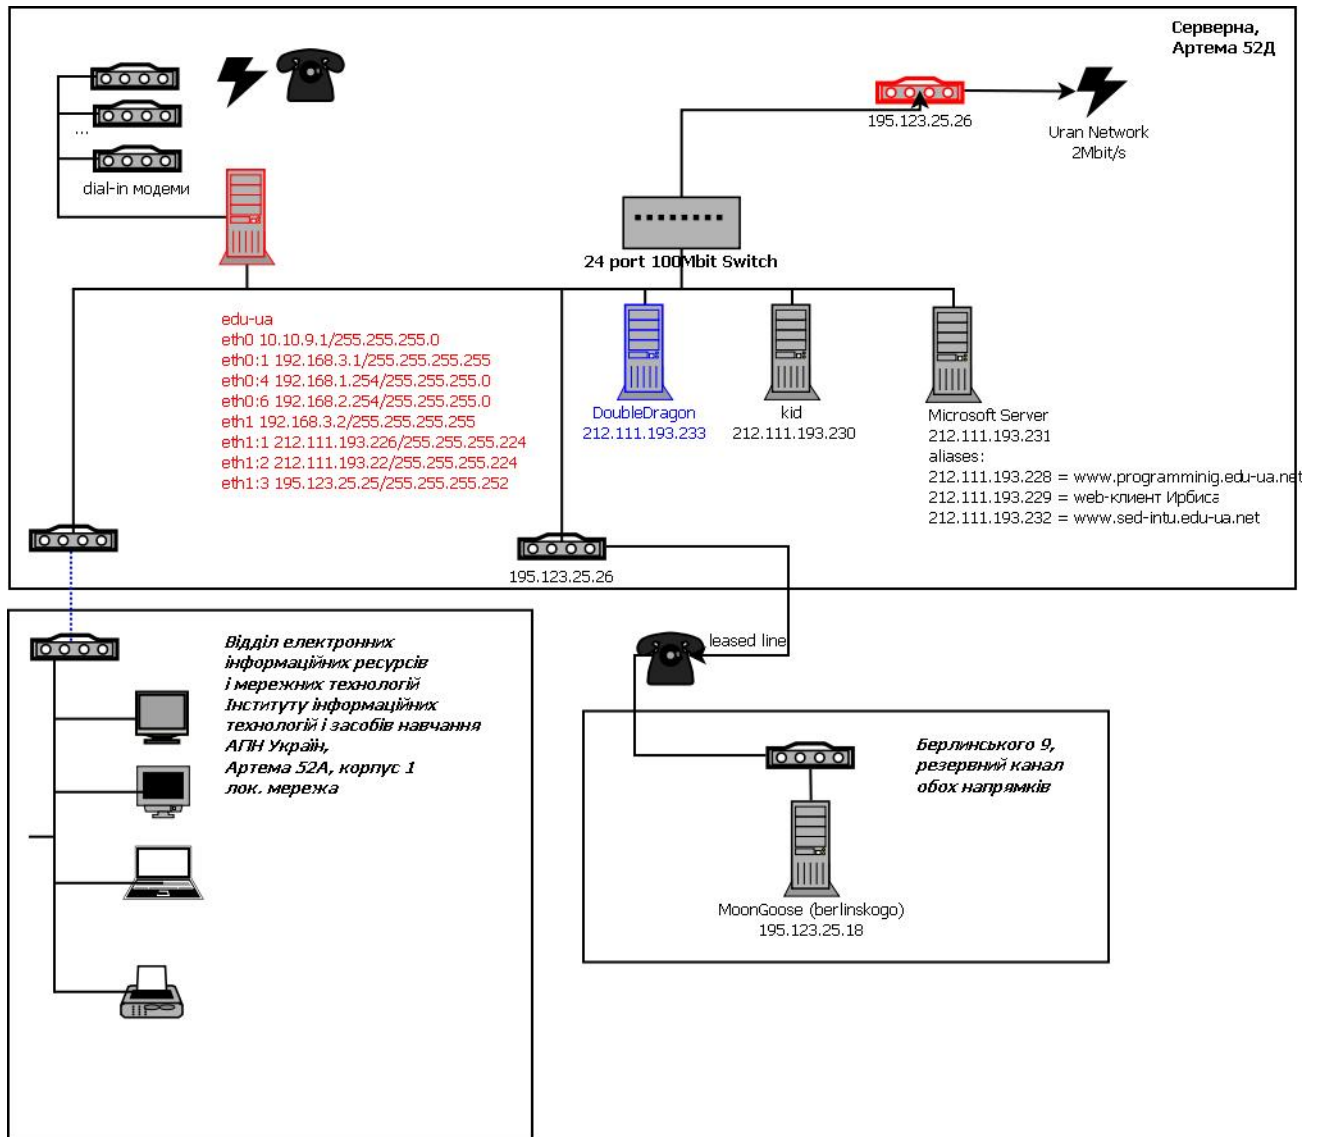 Серверна,
Артема 52Д
195.123.25.26
Uran Network
2Mbit/s
...
dial-in модеми
24 port 100Mbit Switch
edu-ua
eth0 10.10.9.1/255.255.255.0
eth0:1 192.168.3.1/255.255.255.255
eth0:4 192.168.1.254/255.255.255.0
eth0:6 192.168.2.254/255.255.255.0
eth1 192.168.3.2/255.255.255.255
eth1:1 212.111.193.226/255.255.255.224
eth1:2 212.111.193.22/255.255.255.224
eth1:3 195.123.25.25/255.255.255.252
DoubleDragon
212.111.193.233
kid
212.111.193.230
Microsoft Server
212.111.193.231
aliases:
212.111.193.228 = www.programminig.edu-ua.net
212.111.193.229 = web-клиент Ирбиса
212.111.193.232 = www.sed-intu.edu-ua.net
195.123.25.26
leased line
Відділ електронних
інформаційних ресурсів
і мережних технологій
Інституту інформаційних
технологій і засобів навчання
АПН Україн,
Артема 52А, корпус 1
лок. мережа
Берлинського 9,
резервний канал
обох напрямків
MoonGoose (berlinskogo)
195.123.25.18